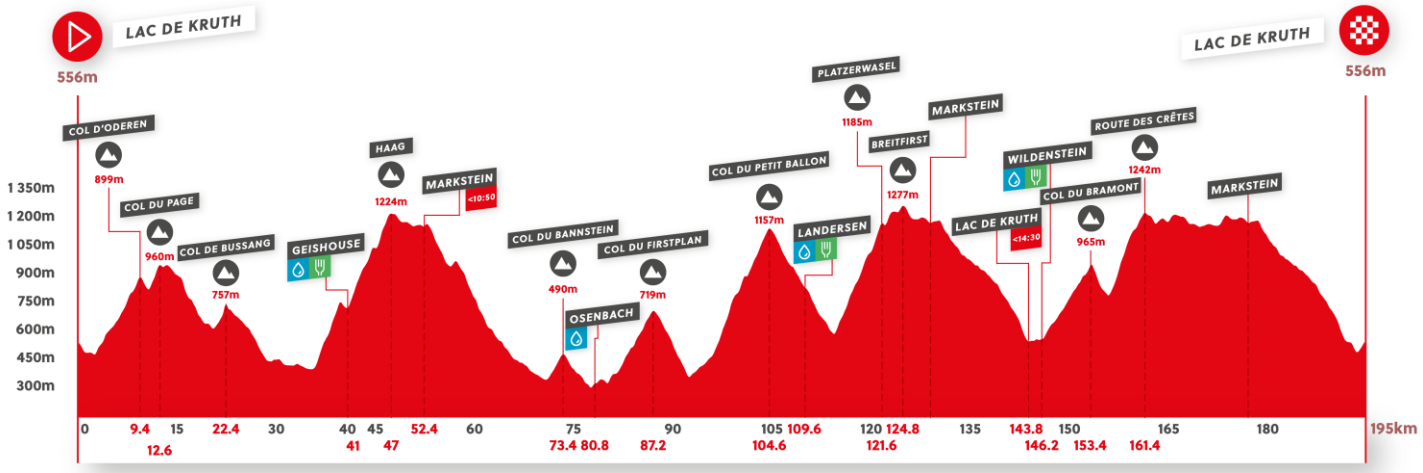 LAC DE KRUTH
556m
LAC DE KRUTH
556m
COL D'ODEREN
899m
COL DU PAGE
960m
COL DE BUSSANG
757m
GEISHOUSE
HAAG
1224m
MARKSTEIN
<10:50
COL DU BANNSTEIN
490m
OSENBACH
COL DU FIRSTPLAN
719m
COL DU PETIT BALLON
1157m
LANDERSEN
PLATZERWASEL
1185m
BREITFIRST
1277m
MARKSTEIN
LAC DE KRUTH
<14:30
WILDENSTEIN
COL DU BRAMONT
965m
ROUTE DES CRÊTES
1242m
MARKSTEIN
1 350m
1 200m
1 050m
900m
750m
600m
450m
300m
0 9.4 15 22.4 30 40 45 52.4 60 75 90 105 109.6 120 124.8 135 143.8 150 165 180 195km
12.6 41 47 73.4 80.8 87.2 104.6 121.6 146.2 153.4 161.4